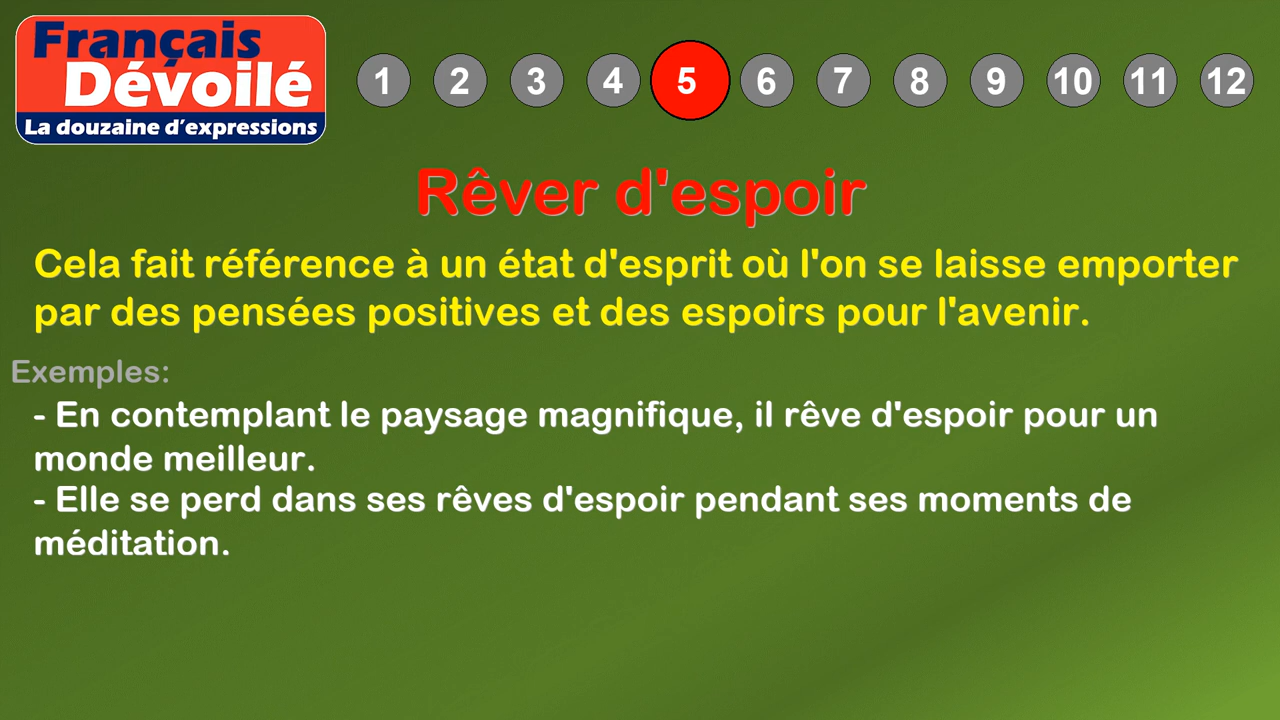 Français
Dévoilé
La douzaine d'expressions
1 2 3 4 5 6 7 8 9 10 11 12
Rêver d'espoir
Cela fait référence à un état d'esprit où l'on se laisse emporter
par des pensées positives et des espoirs pour l'avenir.
Exemples:
- En contemplant le paysage magnifique, il rêve d'espoir pour un
monde meilleur.
- Elle se perd dans ses rêves d'espoir pendant ses moments de
méditation.